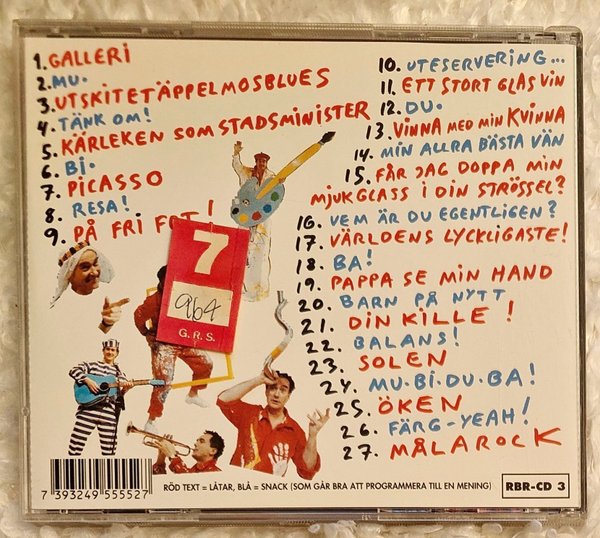 1. GALLERI
2. MU.
3. UTSKITETÄPPELMOSBLUES
4. TÄNK OM!
5. KÄRLEKEN SOM STADSMINISTER
6. BI.
7. PICASSO
8. RESA!
9. PÅ FRI FOT!
10. UTESERVERING...
11. ETT STORT GLAS VIN
12. DU.
13. VINNA MED MIN KVINNA
14. MIN ALLRA BÄSTA VÄN
15. FÅR JAG DOPPA MIN
MJUKGLASS I DIN STRÖSSEL?
16. VEM ÄR DU EGENTLIGEN?
17. VÄRLDENS LYCKLIGASTE!
18. BA!
19. PAPPA SE MIN HAND
20. BARN PÅ NYTT
21. DIN KILLE!
22. BALANS!
23. SOLEN
24. MU-BI-DU-BA!
25. ÖKEN
26. FÄRG-YEAH!
27. MÅLAROCK
7
964
G.R.S.
7 393249 555527
RÖD TEXT = LÅTAR, BLÅ = SNACK (SOM GÅR BRA ATT PROGRAMMERA TILL EN MENING)
RBR-CD 3